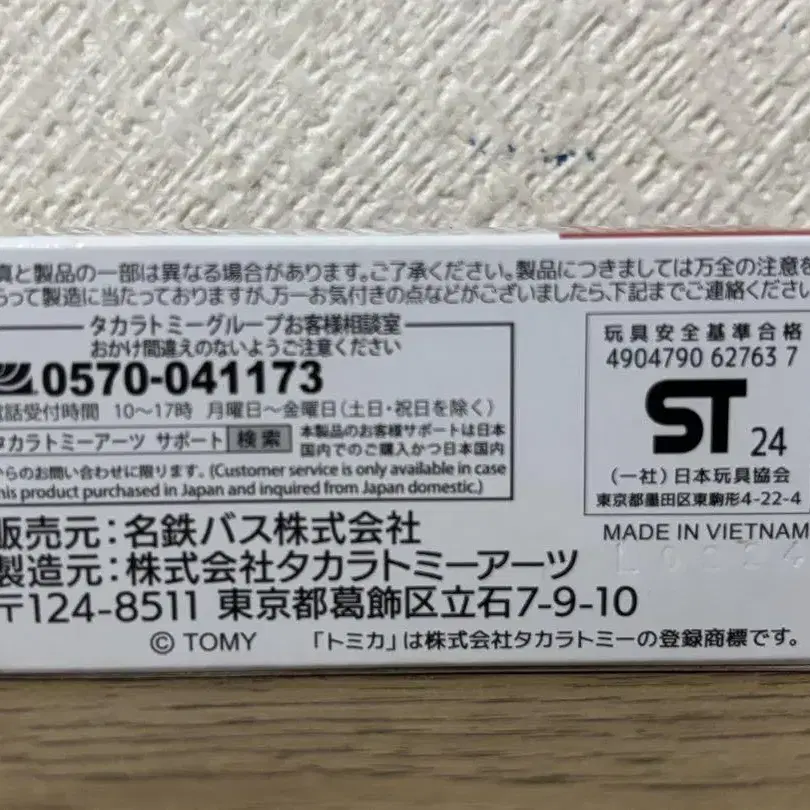 真と製品の一部は異なる場合があります。ご了承ください。製品につきましては万全の注意を
らって製造に当たっておりますが、万一お気付きの点などがございましたら、下記までご連絡ください
タカラトミーグループお客様相談室
おかけ間違えのないようご注意ください
0570-041173
電話受付時間 10〜17時 月曜日〜金曜日(土日・祝日を除く)
タカラトミーアーツ サポート 検索
本製品のお客様サポートは日本
国内でのご購入かつ日本国内
からのお問い合わせに限ります。(Customer service is only available in case
this product purchased in Japan and inquired from Japan domestic.)
玩具安全基準合格
4904790 62763 7
ST 24
(一社)日本玩具協会
東京都墨田区東駒形4-22-4
MADE IN VIETNAM
販売元:名鉄バス株式会社
製造元:株式会社タカラトミーアーツ
〒124-8511 東京都葛飾区立石7-9-10
© TOMY 「トミカ」は株式会社タカラトミーの登録商標です。